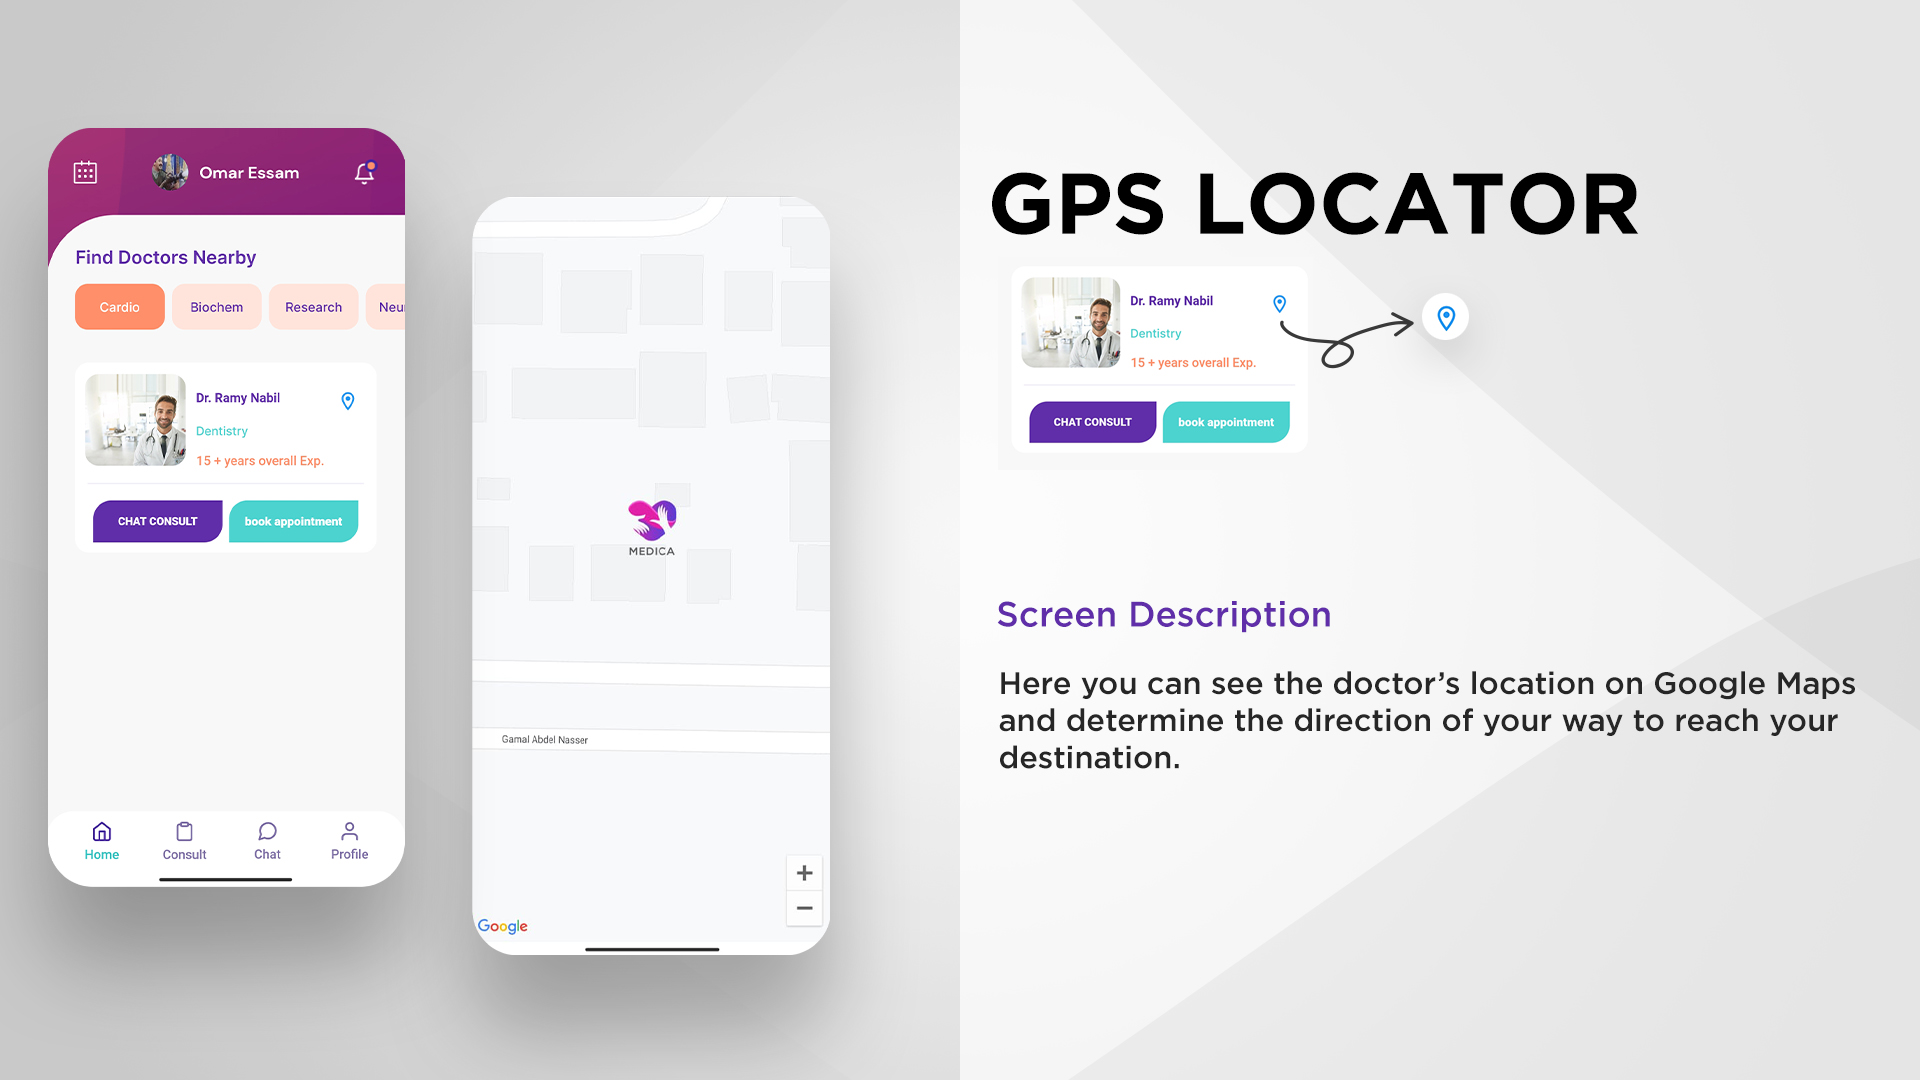 Omar Essam
Find Doctors Nearby
Cardio
Biochem
Research
Neu
Dr. Ramy Nabil
Dentistry
15 + years overall Exp.
CHAT CONSULT
book appointment
Home
Consult
Chat
Profile
MEDICA
Gamal Abdel Nasser
+
−
Google
GPS LOCATOR
Dr. Ramy Nabil
Dentistry
15 + years overall Exp.
CHAT CONSULT
book appointment
Screen Description
Here you can see the doctor’s location on Google Maps
and determine the direction of your way to reach your
destination.